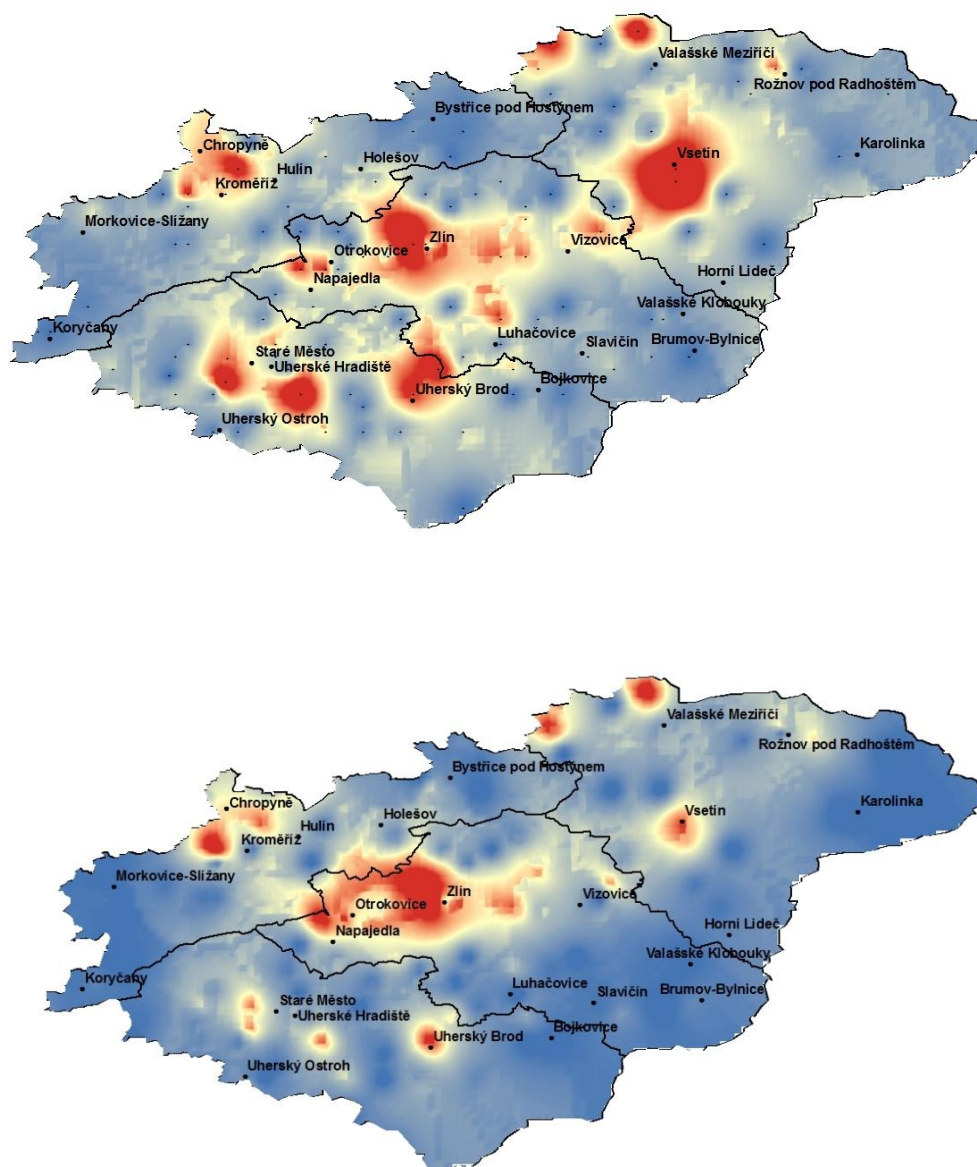 Valašské Meziříčí
Rožnov pod Radhoštěm
Bystřice pod Hostýnem
Chropyně
Hulín
Holešov
Vsetín
Karolinka
Kroměříž
Morkovice-Slížany
Zlín
Otrokovice
Vizovice
Napajedla
Horní Lideč
Valašské Klobouky
Koryčany
Luhačovice
Slavičín
Brumov-Bylnice
Staré Město
Uherské Hradiště
Bojkovice
Uherský Brod
Uherský Ostroh
Valašské Meziříčí
Rožnov pod Radhoštěm
Bystřice pod Hostýnem
Chropyně
Holešov
Vsetín
Karolinka
Hulín
Kroměříž
Morkovice-Slížany
Zlín
Otrokovice
Vizovice
Napajedla
Horní Lideč
Valašské Klobouky
Koryčany
Luhačovice
Slavičín
Brumov-Bylnice
Staré Město
Uherské Hradiště
Bojkovice
Uherský Brod
Uherský Ostroh